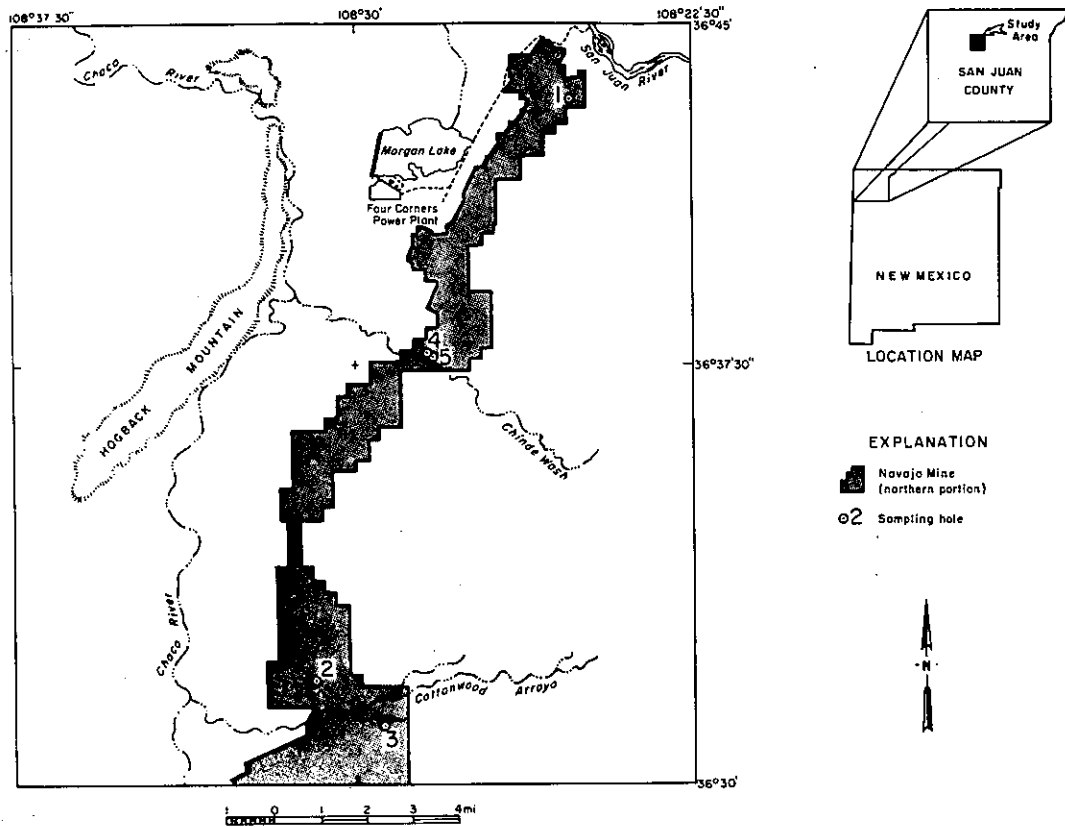 108°37'30"
108°30'
108°22'30"
36°45'
Chaco
River
San Juan River
1
Morgan Lake
Four Corners
Power Plant
4
5
36°37'30"
HOGBACK
MOUNTAIN
Chinde Wash
Chaco River
2
Cottonwood Arroyo
3
36°30'
1 0 1 2 3 4mi
Study
Area
SAN JUAN
COUNTY
NEW MEXICO
LOCATION MAP
EXPLANATION
Navajo Mine
(northern portion)
2 Sampling hole
N